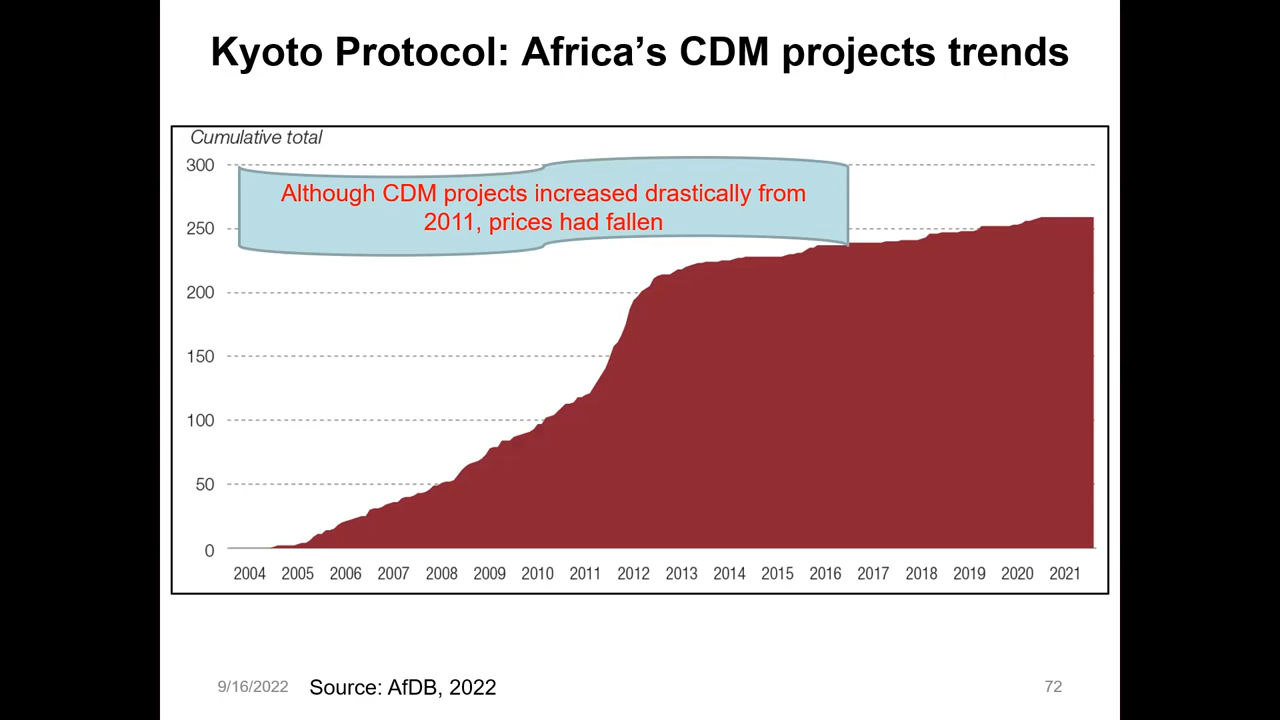 Kyoto Protocol: Africa’s CDM projects trends
Cumulative total
300
250
200
150
100
50
0
Although CDM projects increased drastically from
2011, prices had fallen
2004 2005 2006 2007 2008 2009 2010 2011 2012 2013 2014 2015 2016 2017 2018 2019 2020 2021
9/16/2022 Source: AfDB, 2022 72